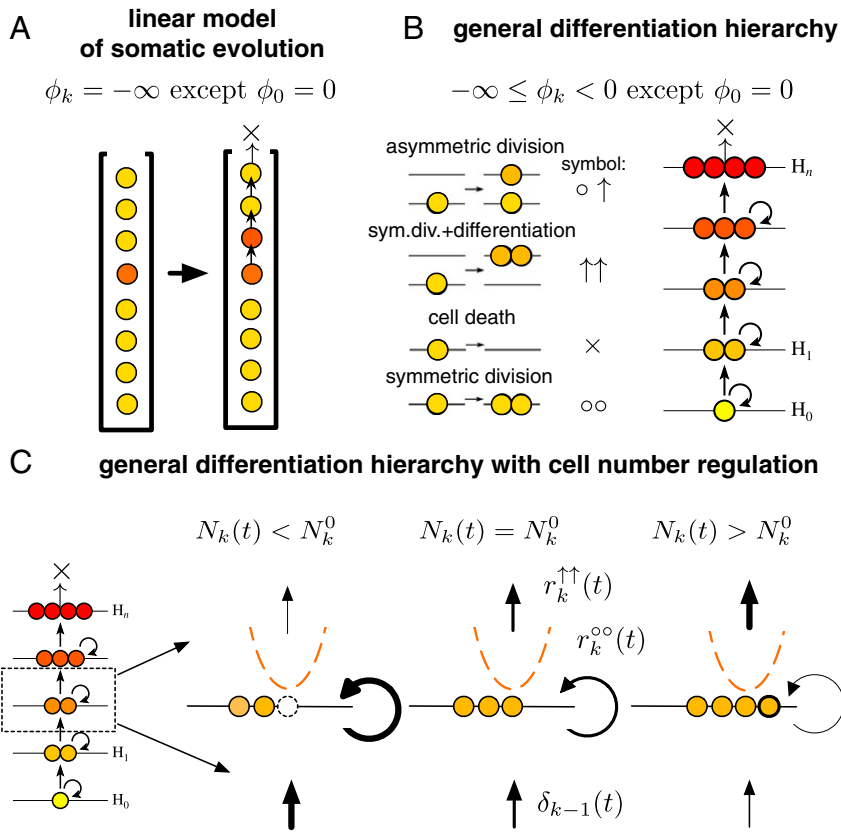 A
linear model
of somatic evolution
ϕ_k = −∞ except ϕ_0 = 0
×
B
general differentiation hierarchy
−∞ ≤ ϕ_k < 0 except ϕ_0 = 0
asymmetric division
symbol:
○ ↑
sym.div.+differentiation
↑↑
cell death
×
symmetric division
○○
×
H_n
H_1
H_0
C
general differentiation hierarchy with cell number regulation
N_k(t) < N_k^0
N_k(t) = N_k^0
N_k(t) > N_k^0
×
H_n
H_1
H_0
r_k^{↑↑}(t)
r_k^{○○}(t)
δ_{k−1}(t)